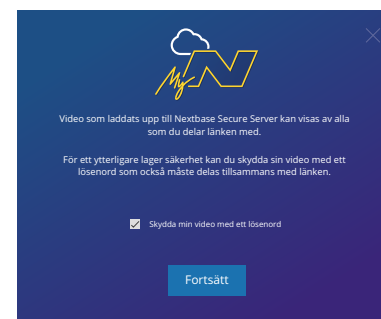 My N
Video som laddats upp till Nextbase Secure Server kan visas av alla
som du delar länken med.
För ett ytterligare lager säkerhet kan du skydda sin video med ett
lösenord som också måste delas tillsammans med länken.
Skydda min video med ett lösenord
Fortsätt